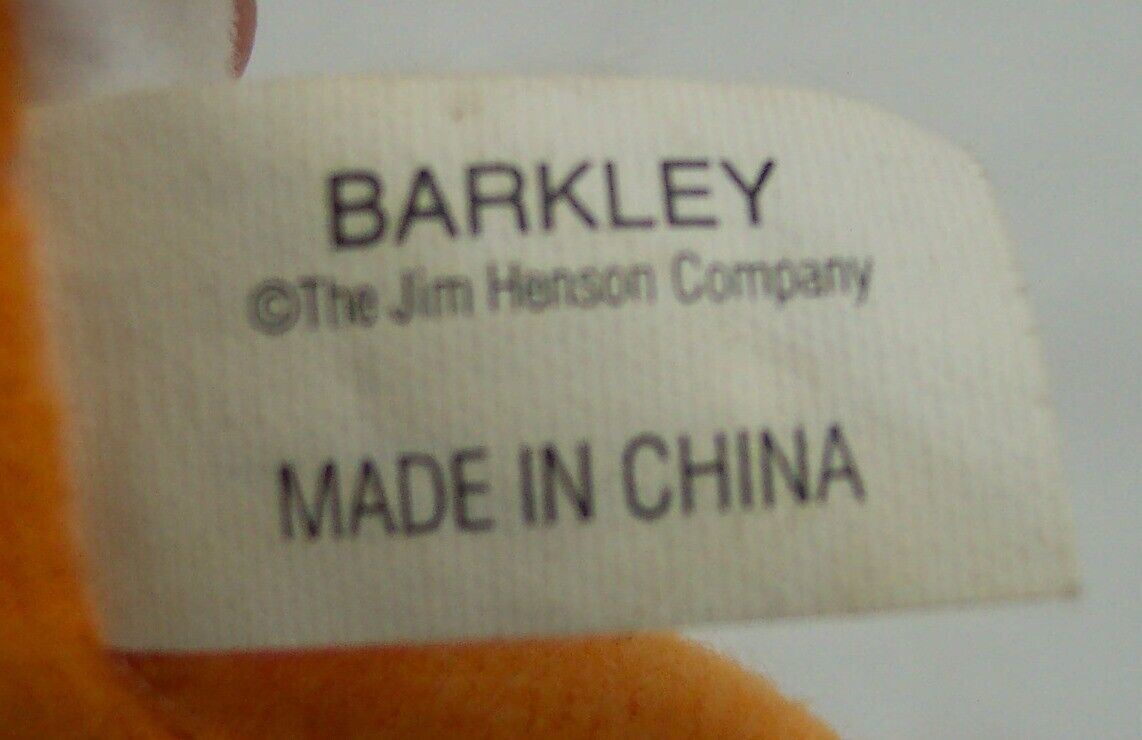 BARKLEY
©The Jim Henson Company
MADE IN CHINA